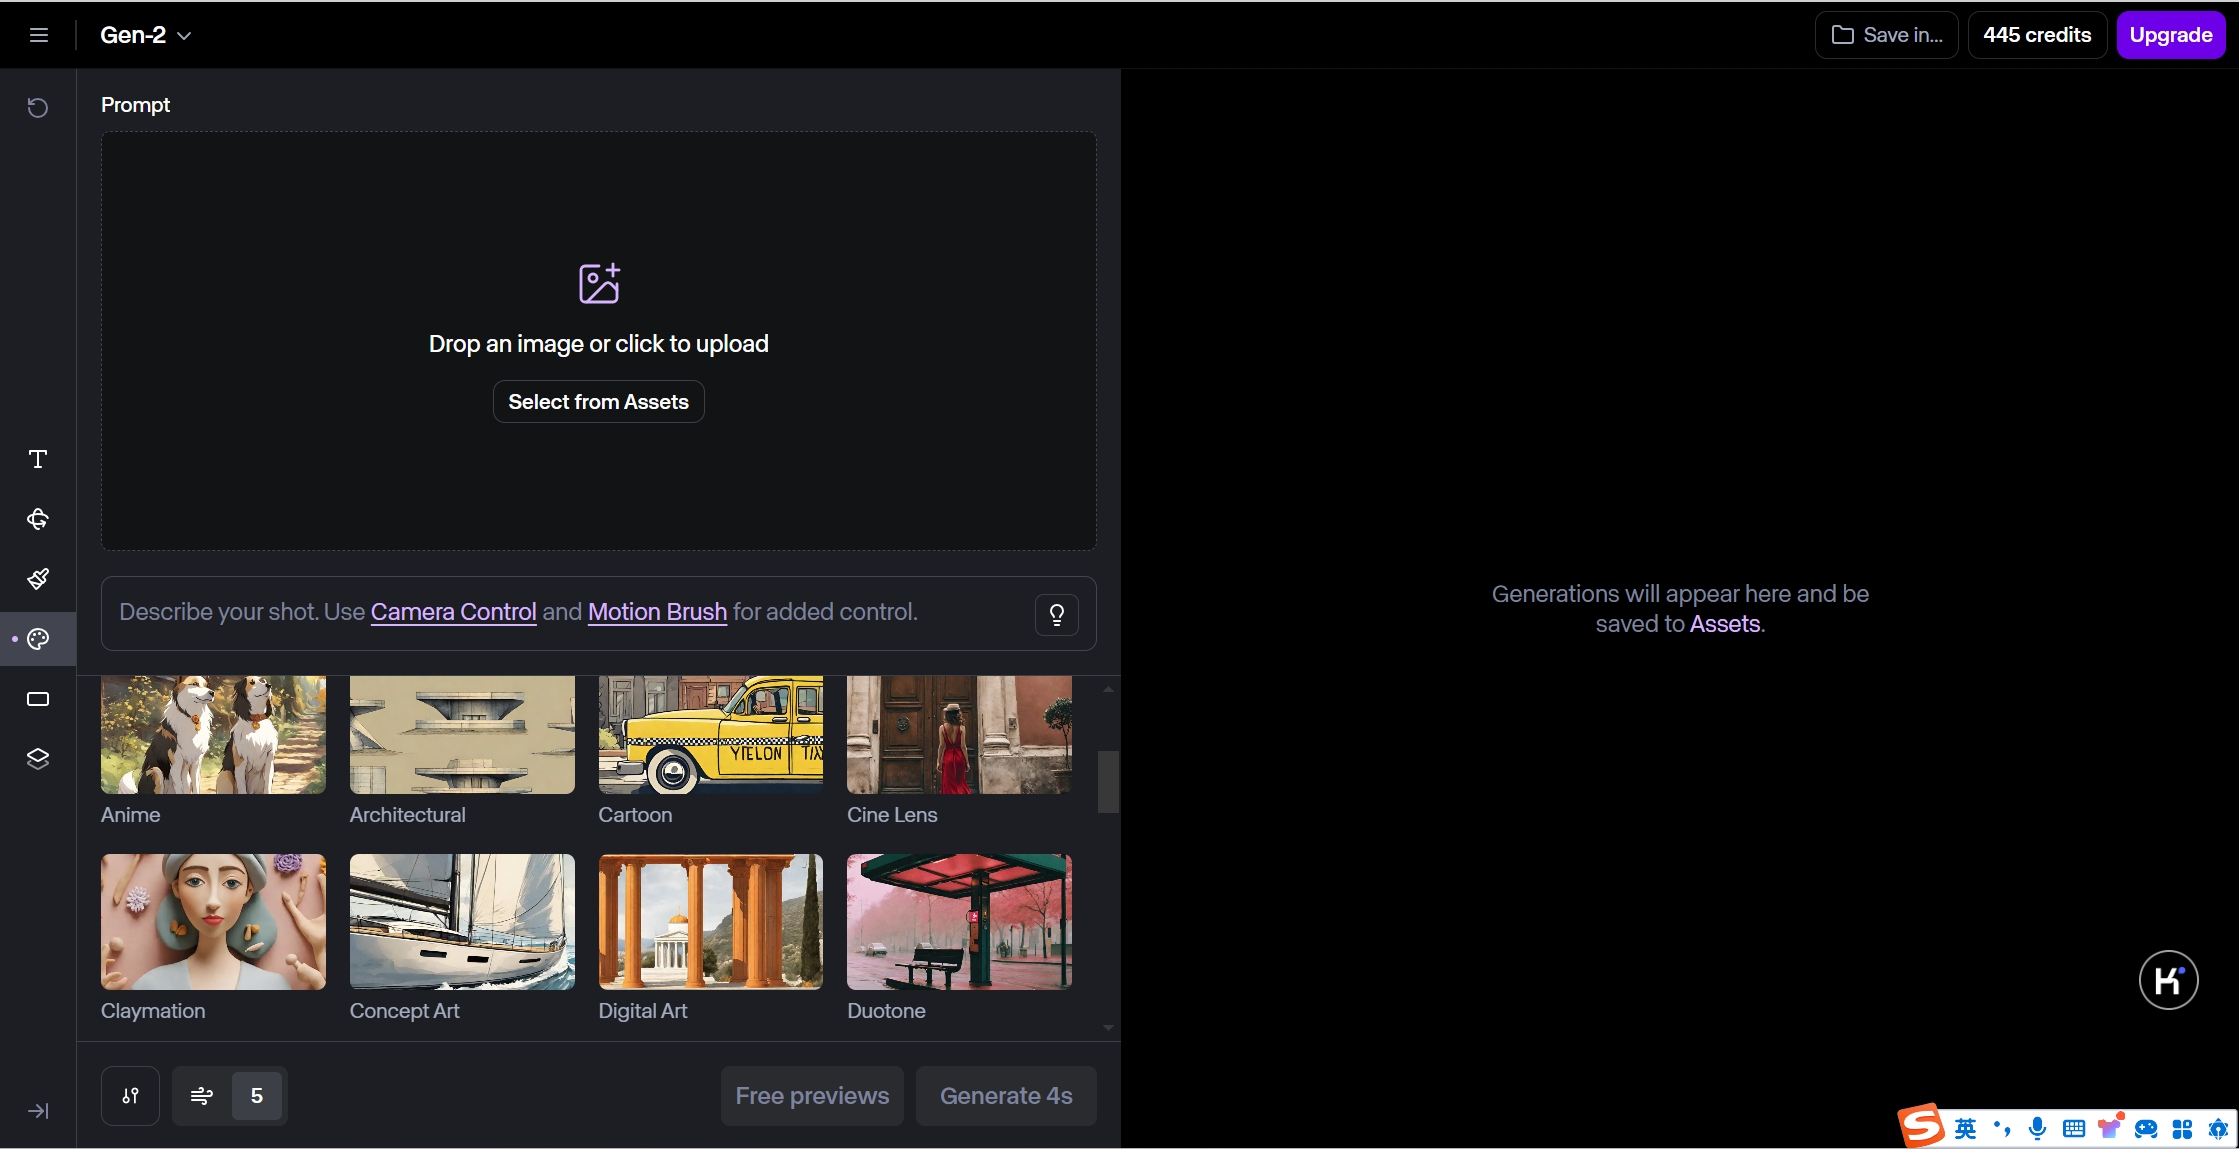 Gen-2
Save in...
445 credits
Upgrade
Prompt
Drop an image or click to upload
Select from Assets
Describe your shot. Use Camera Control and Motion Brush for added control.
Generations will appear here and be
saved to Assets.
YIELON TAX
Anime
Architectural
Cartoon
Cine Lens
Claymation
Concept Art
Digital Art
Duotone
5
Free previews
Generate 4s
K
S 英